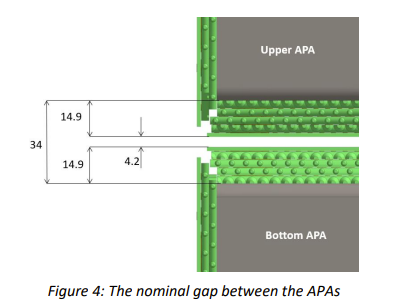 Upper APA
14.9
34
4.2
14.9
Bottom APA
Figure 4: The nominal gap between the APAs